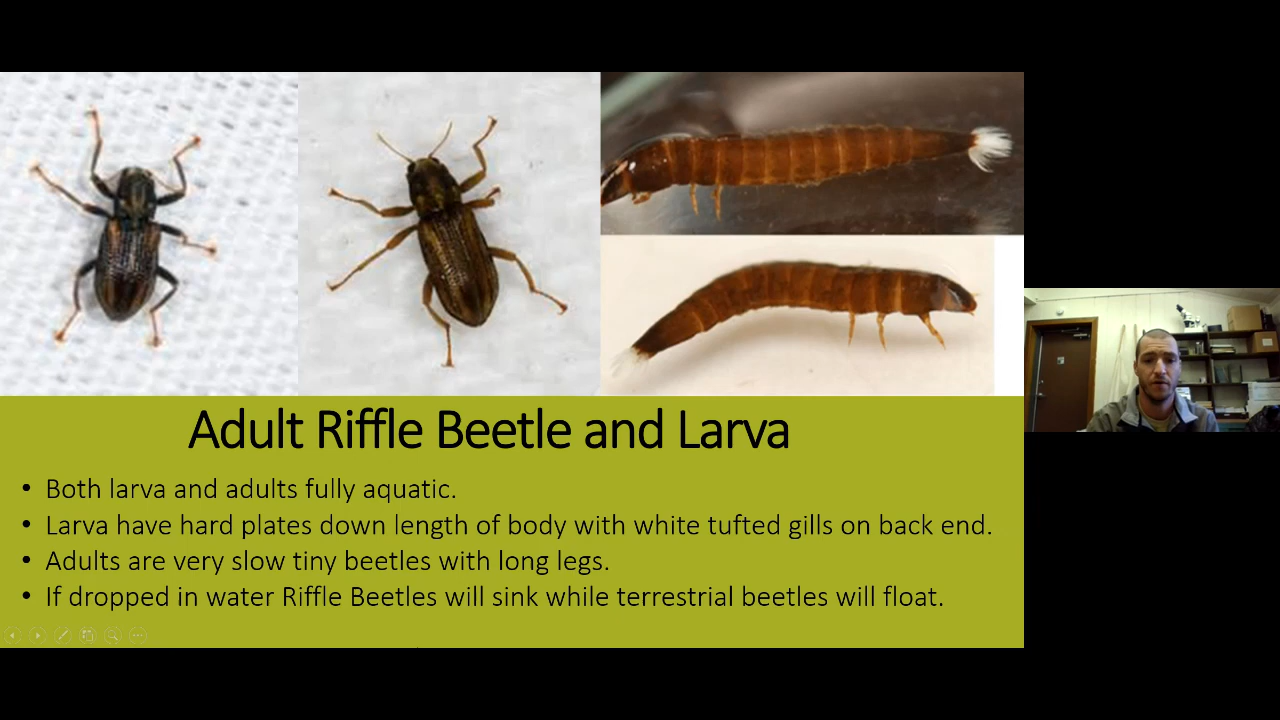 Adult Riffle Beetle and Larva
• Both larva and adults fully aquatic.
• Larva have hard plates down length of body with white tufted gills on back end.
• Adults are very slow tiny beetles with long legs.
• If dropped in water Riffle Beetles will sink while terrestrial beetles will float.